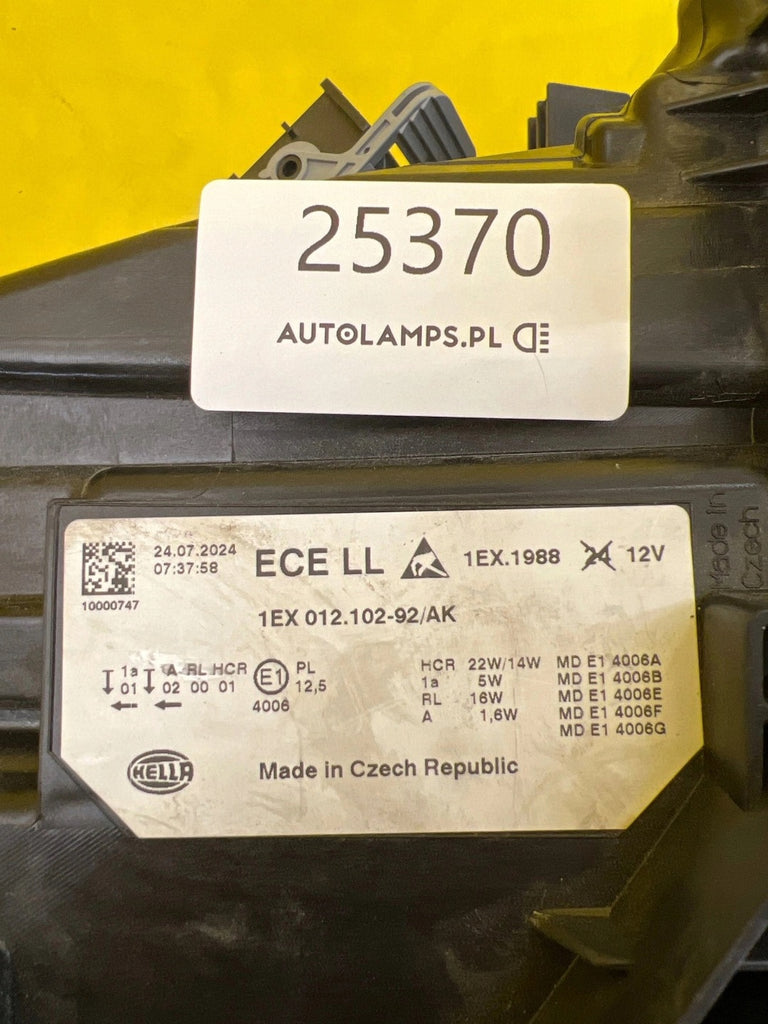 25370
AUTOLAMPS.PL
Made in
Czech
24.07.2024
07:37:58
ECE LL
1EX.1988 24 12V
10000747
1EX 012.102-92/AK
1a A RL HCR
01 02 00 01
E1
PL
12,5
4006
HCR 22W/14W MD E1 4006A
1a 5W MD E1 4006B
RL 16W MD E1 4006E
A 1,6W MD E1 4006F
MD E1 4006G
HELLA
Made in Czech Republic